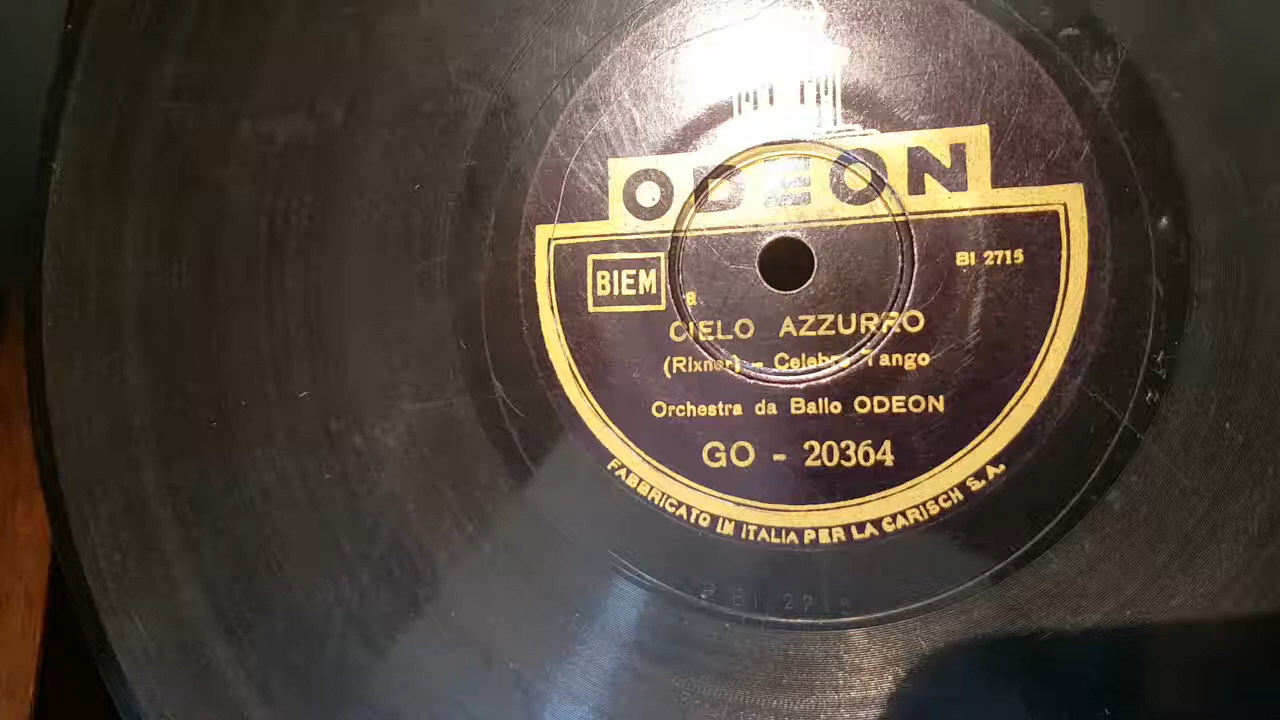 ODEON
BIEM
BI 2715
a
CIELO AZZURRO
(Rixner) - Celebre Tango
Orchestra da Ballo ODEON
GO - 20364
FABBRICATO IN ITALIA PER LA CARISCH S.A.